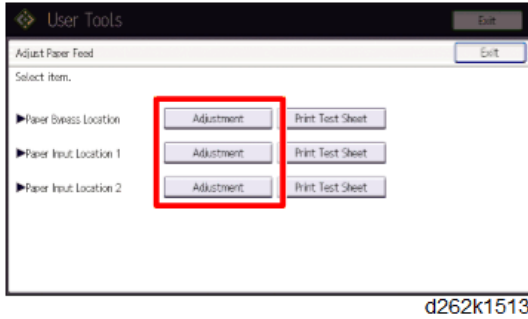 User Tools Exit
Adjust Paper Feed Exit
Select item.
►Paper Bypass Location Adjustment Print Test Sheet
►Paper Input Location 1 Adjustment Print Test Sheet
►Paper Input Location 2 Adjustment Print Test Sheet
d262k1513